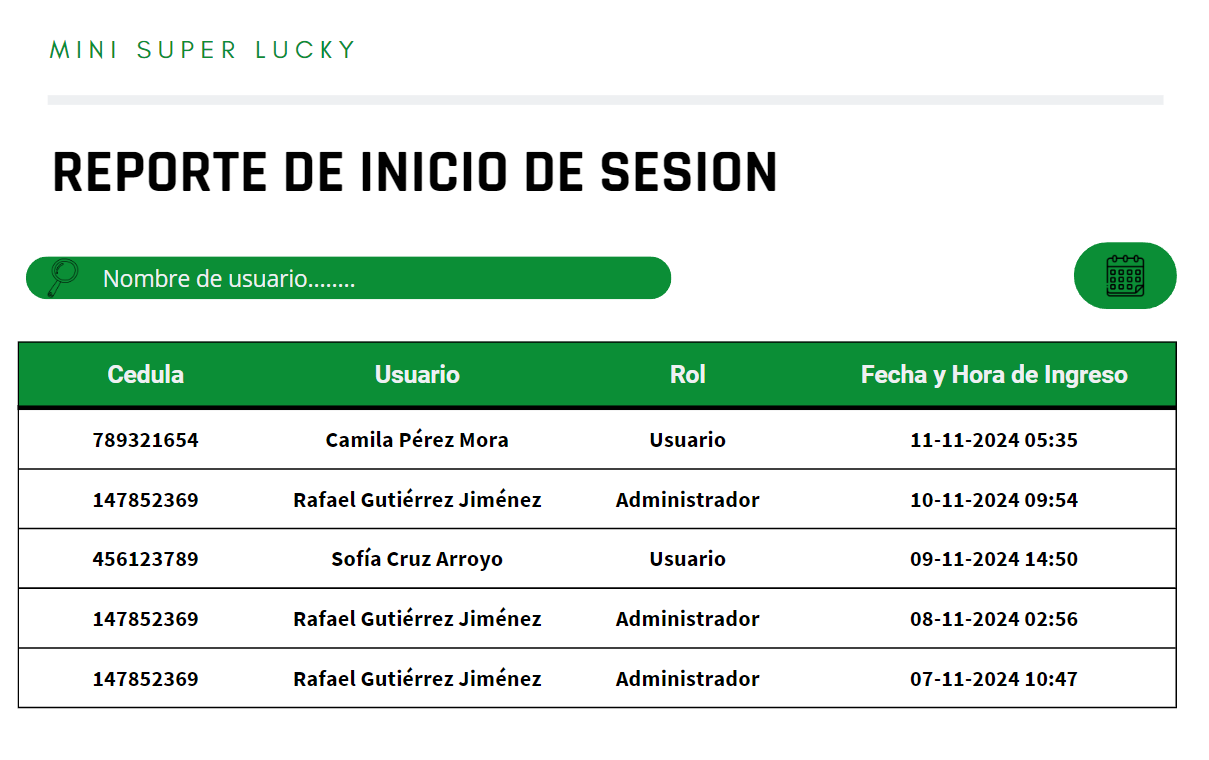 MINI SUPER LUCKY
REPORTE DE INICIO DE SESION
Nombre de usuario........
Cedula Usuario Rol Fecha y Hora de Ingreso
789321654 Camila Pérez Mora Usuario 11-11-2024 05:35
147852369 Rafael Gutiérrez Jiménez Administrador 10-11-2024 09:54
456123789 Sofía Cruz Arroyo Usuario 09-11-2024 14:50
147852369 Rafael Gutiérrez Jiménez Administrador 08-11-2024 02:56
147852369 Rafael Gutiérrez Jiménez Administrador 07-11-2024 10:47